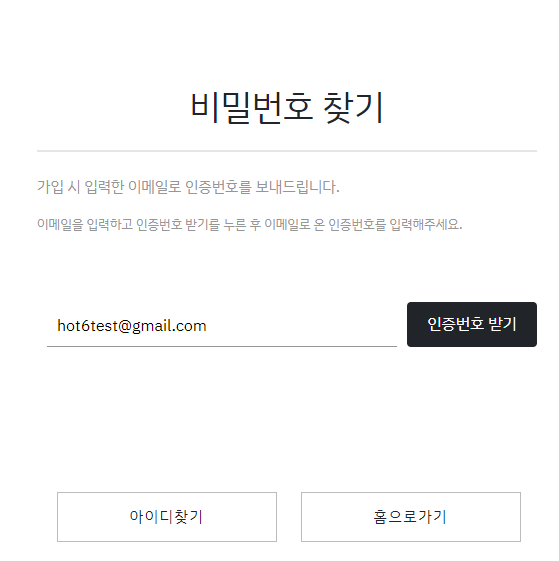 비밀번호 찾기
가입 시 입력한 이메일로 인증번호를 보내드립니다.
이메일을 입력하고 인증번호 받기를 누른 후 이메일로 온 인증번호를 입력해주세요.
hot6test@gmail.com
인증번호 받기
아이디찾기
홈으로가기